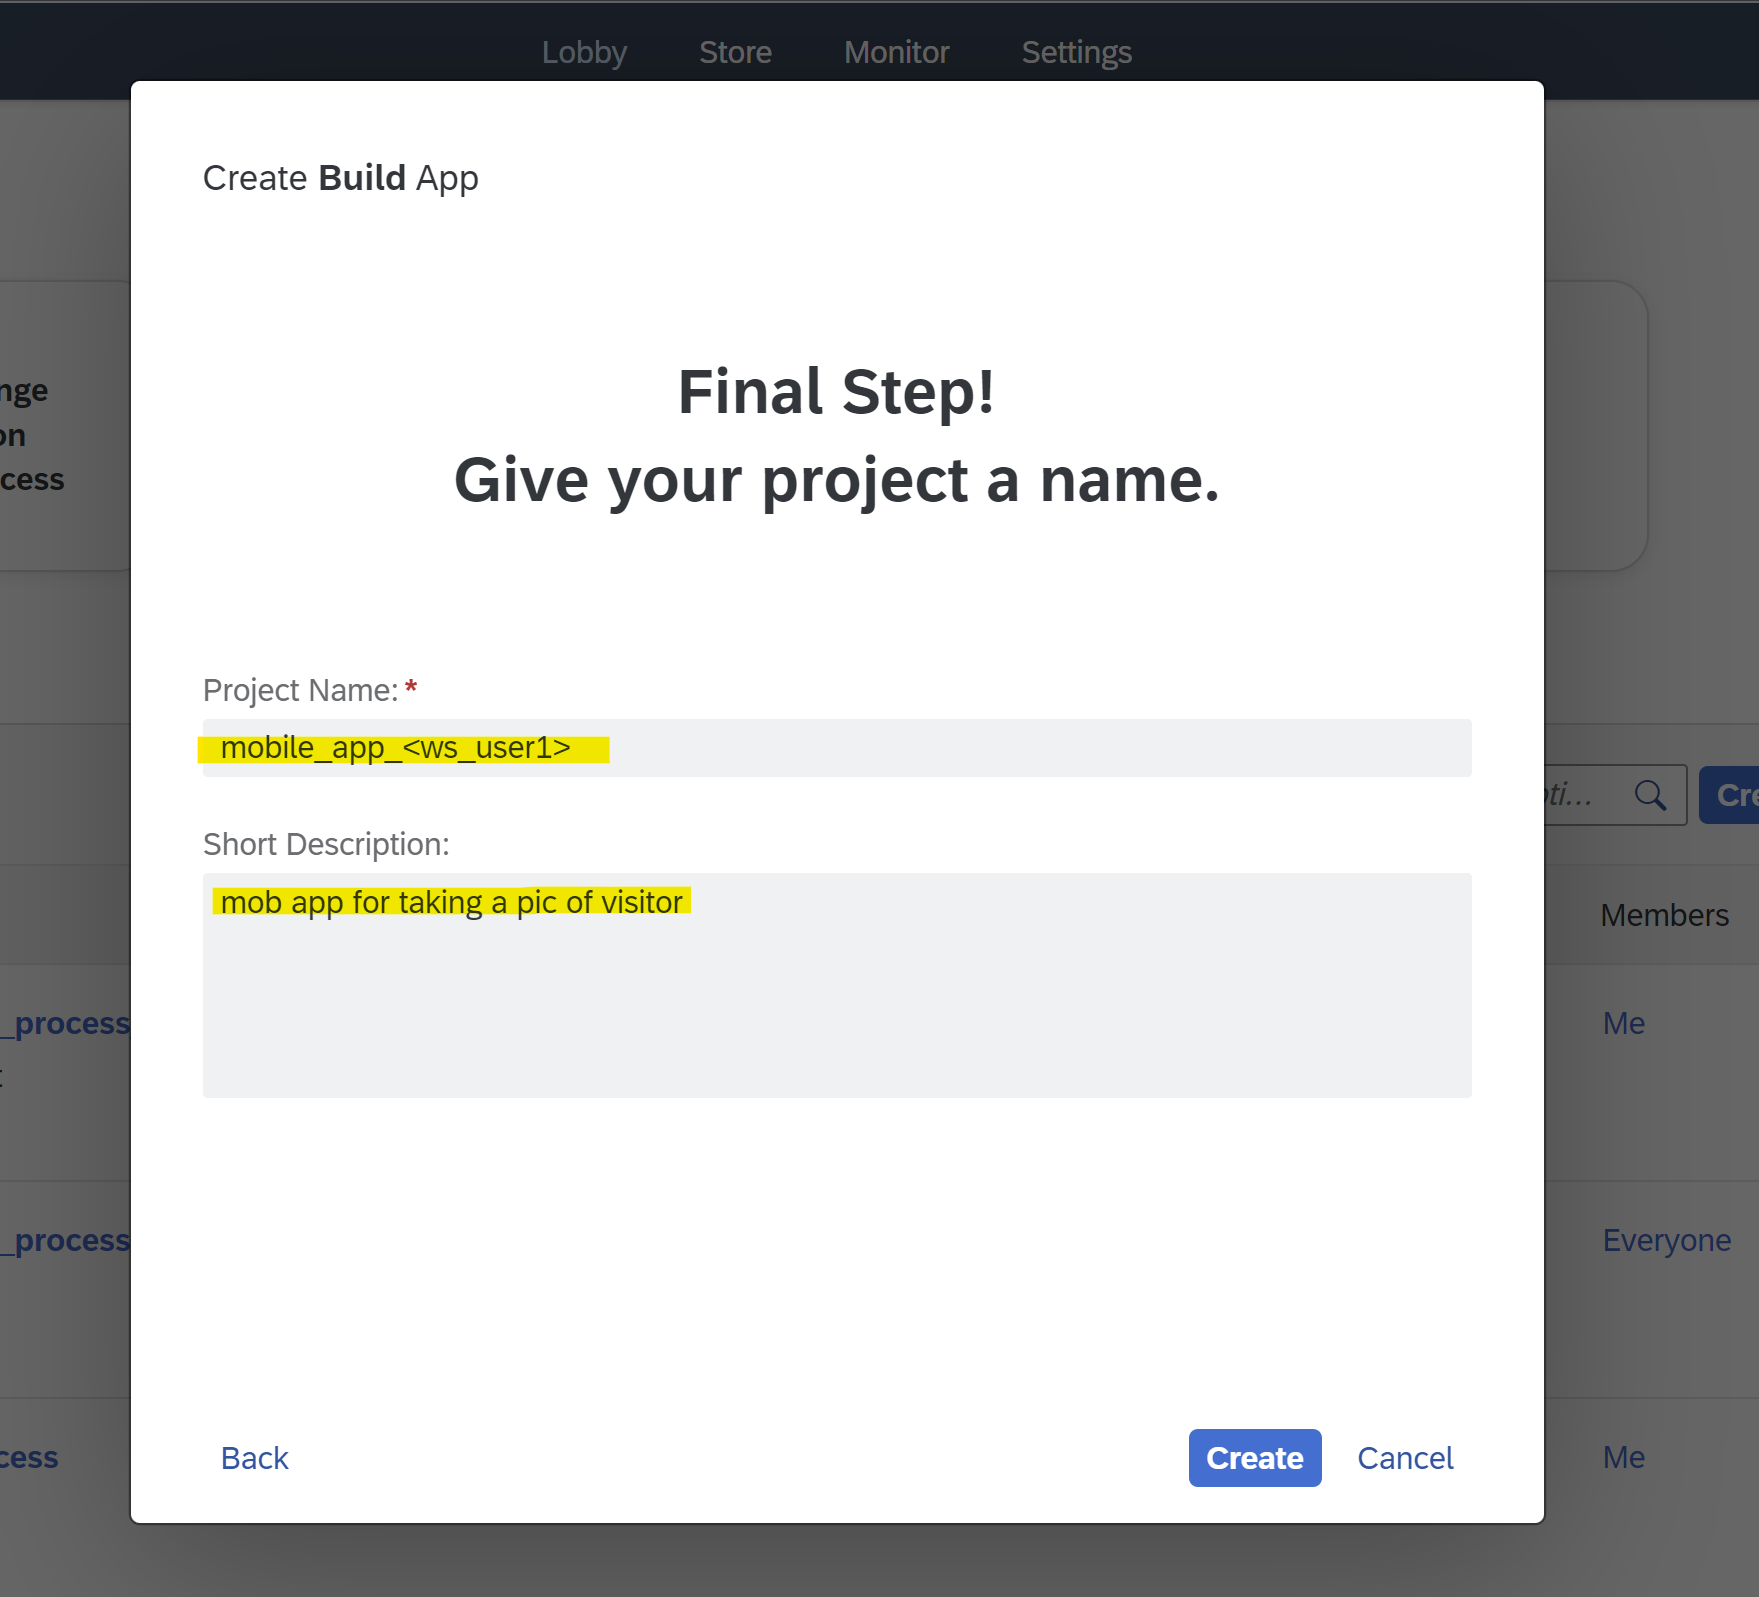 Lobby Store Monitor Settings
Create Build App
nge
on
cess
Final Step!
Give your project a name.
Project Name: *
mobile_app_<ws_user1>
pti...
Cre
Short Description:
mob app for taking a pic of visitor
Members
_process
Me
t
_process
Everyone
cess
Back
Create
Cancel
Me